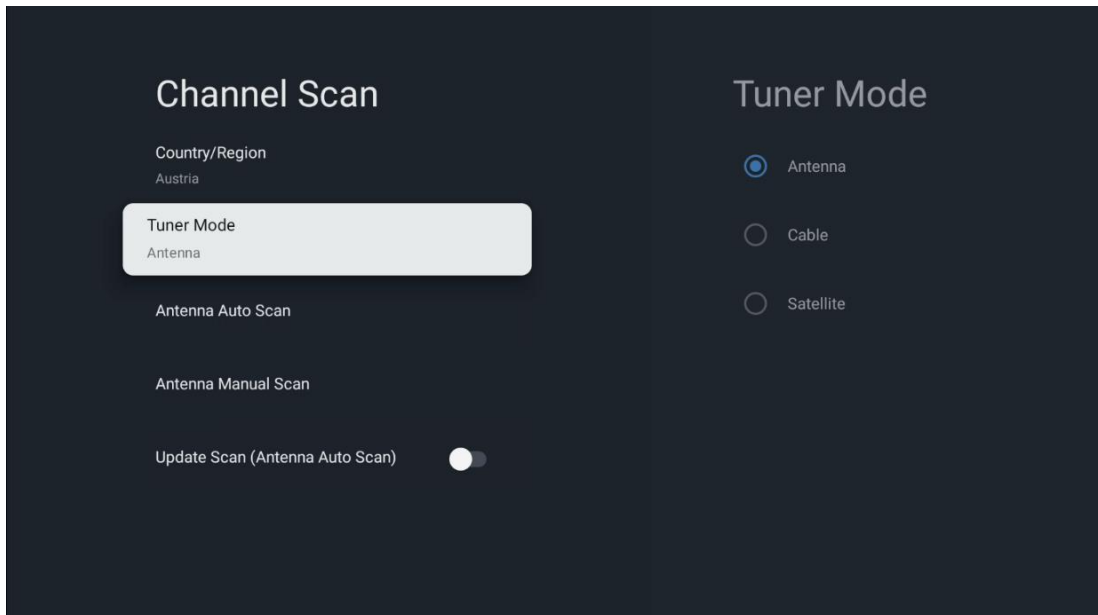 Channel Scan
Country/Region
Austria
Tuner Mode
Antenna
Antenna Auto Scan
Antenna Manual Scan
Update Scan (Antenna Auto Scan)
Tuner Mode
Antenna
Cable
Satellite